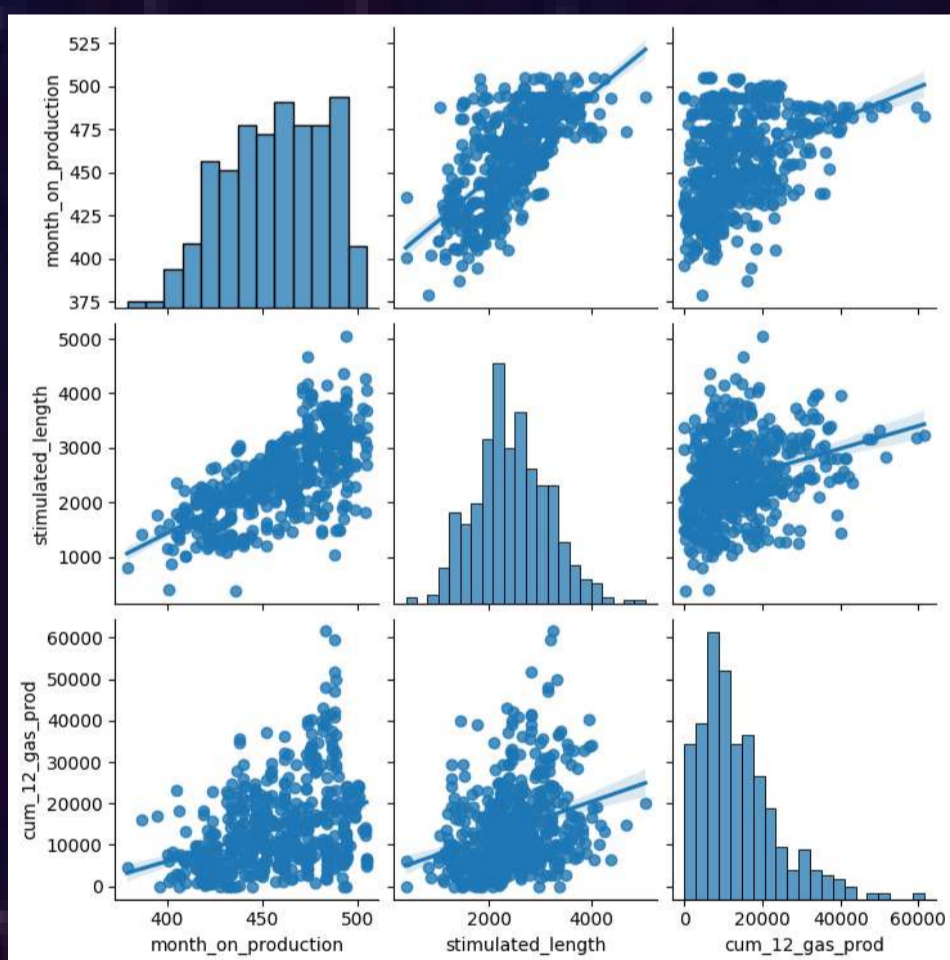 month_on_production
525
500
475
450
425
400
375
stimulated_length
5000
4000
3000
2000
1000
cum_12_gas_prod
60000
50000
40000
30000
20000
10000
0
400 450 500
2000 4000
0 20000 40000 60000
month_on_production
stimulated_length
cum_12_gas_prod